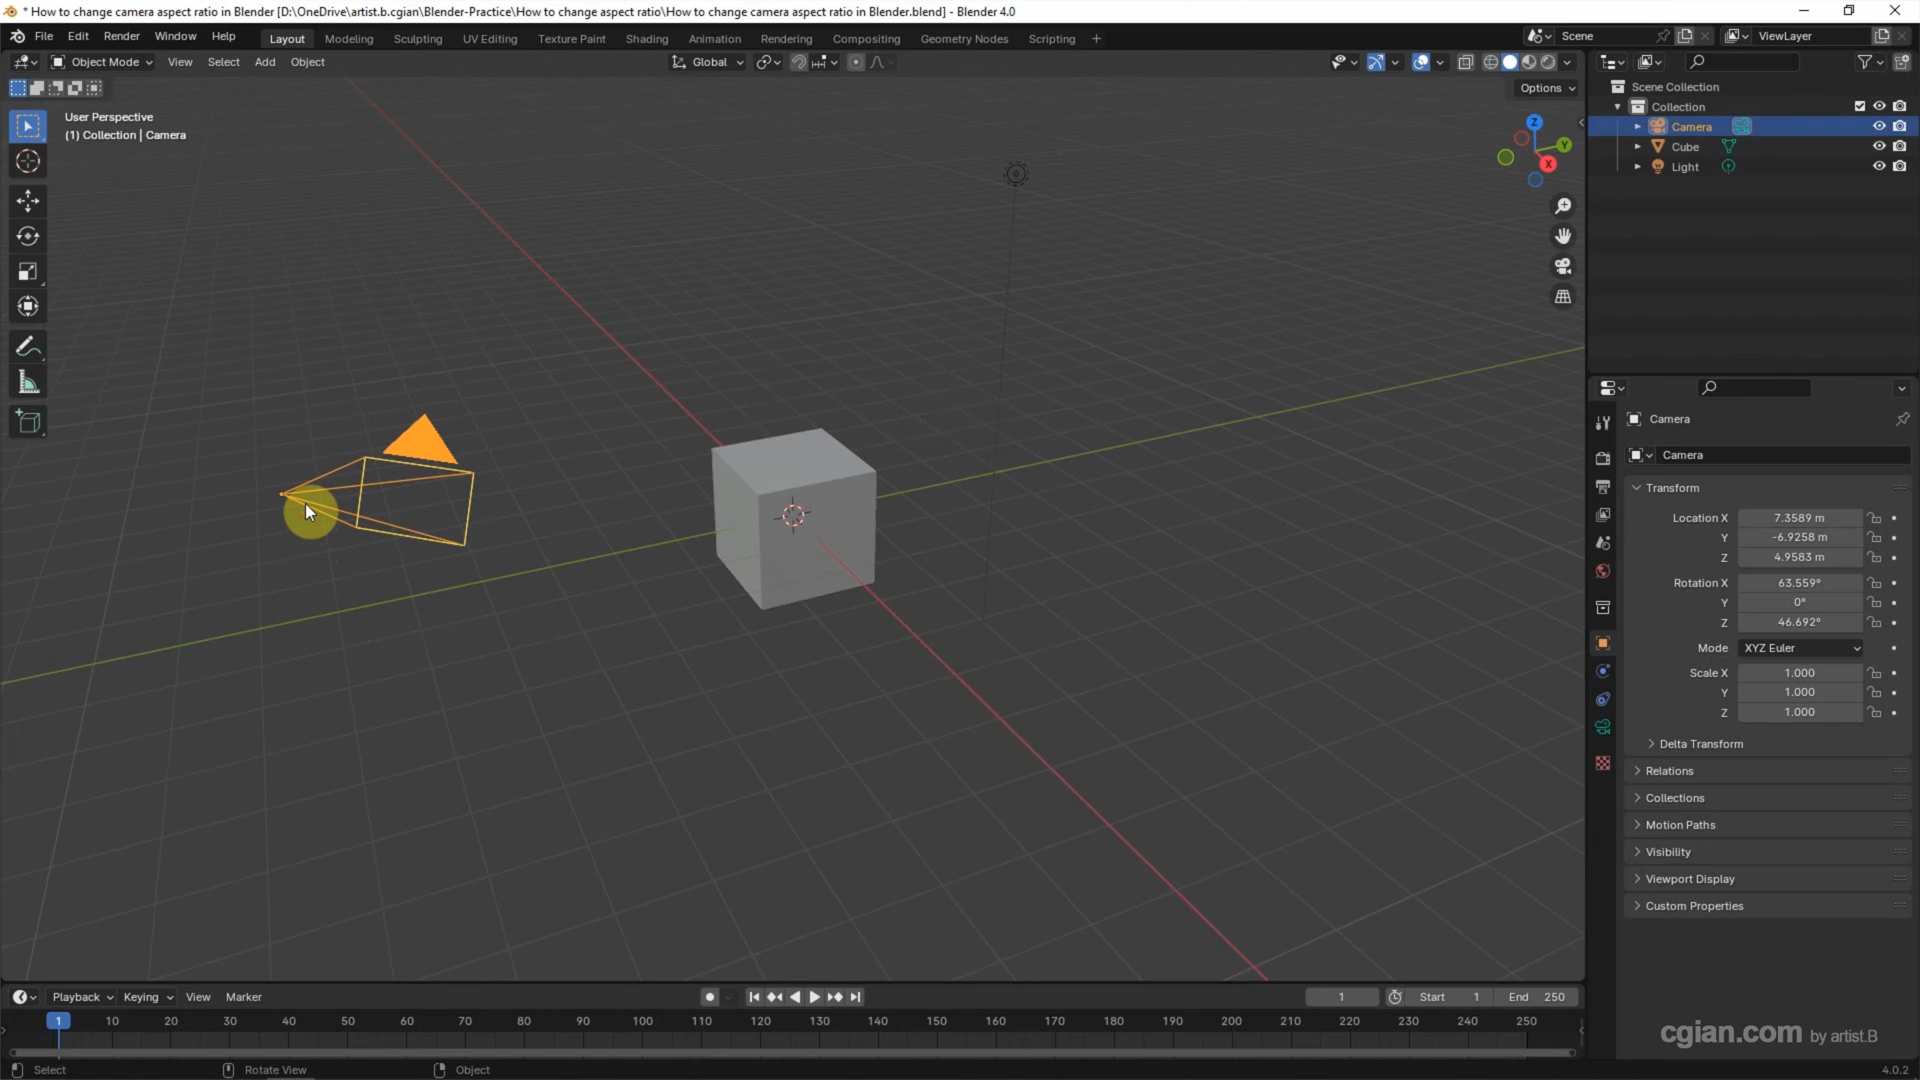 * How to change camera aspect ratio in Blender [D:\OneDrive\artist.b.cgian\Blender-Practice\How to change aspect ratio\How to change camera aspect ratio in Blender.blend] - Blender 4.0
File Edit Render Window Help Layout Modeling Sculpting UV Editing Texture Paint Shading Animation Rendering Compositing Geometry Nodes Scripting + Scene ViewLayer
Object Mode View Select Add Object Global
Options
User Perspective
(1) Collection | Camera
Z
Y
X
Scene Collection
Collection
Camera
Cube
Light
Camera
Camera
Transform
Location X 7.3589 m
Y -6.9258 m
Z 4.9583 m
Rotation X 63.559°
Y 0°
Z 46.692°
Mode XYZ Euler
Scale X 1.000
Y 1.000
Z 1.000
Delta Transform
Relations
Collections
Motion Paths
Visibility
Viewport Display
Custom Properties
Playback Keying View Marker 1 Start 1 End 250
1 10 20 30 40 50 60 70 80 90 100 110 120 130 140 150 160 170 180 190 200 210 220 230 240 250
cgian.com by artist.B
Select Rotate View Object 4.0.2